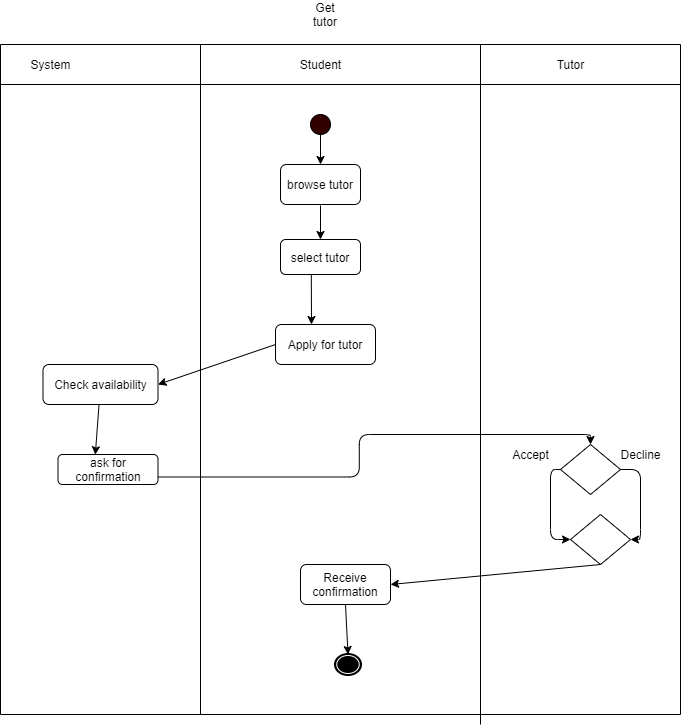 Get
tutor
System
Student
Tutor
browse tutor
select tutor
Apply for tutor
Check availability
ask for
confirmation
Accept
Decline
Receive
confirmation